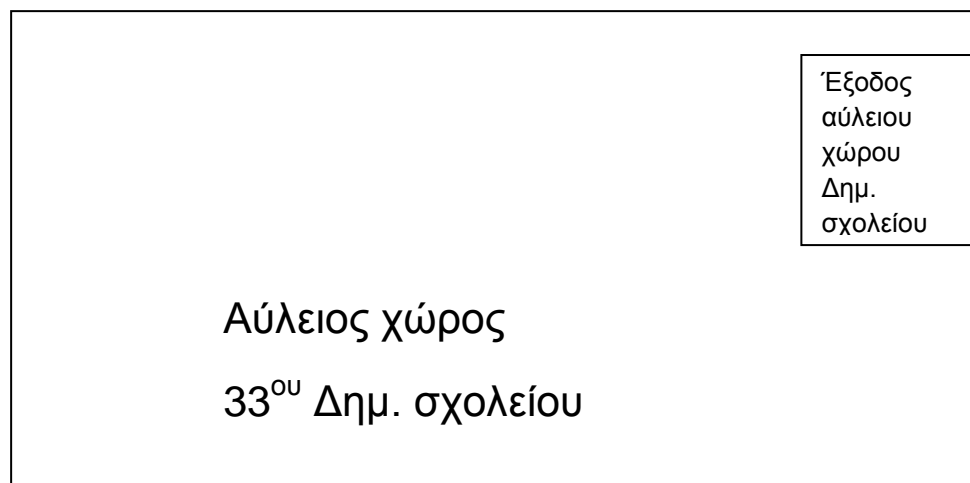 Έξοδος
αύλειου
χώρου
Δημ.
σχολείου
Αύλειος χώρος
33ου Δημ. σχολείου